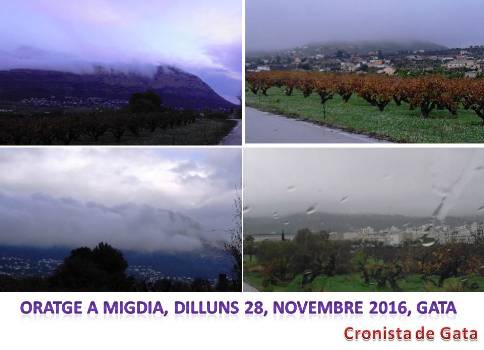 ORATGE A MIGDIA, DILLUNS 28, NOVEMBRE 2016, GATA
Cronista de Gata